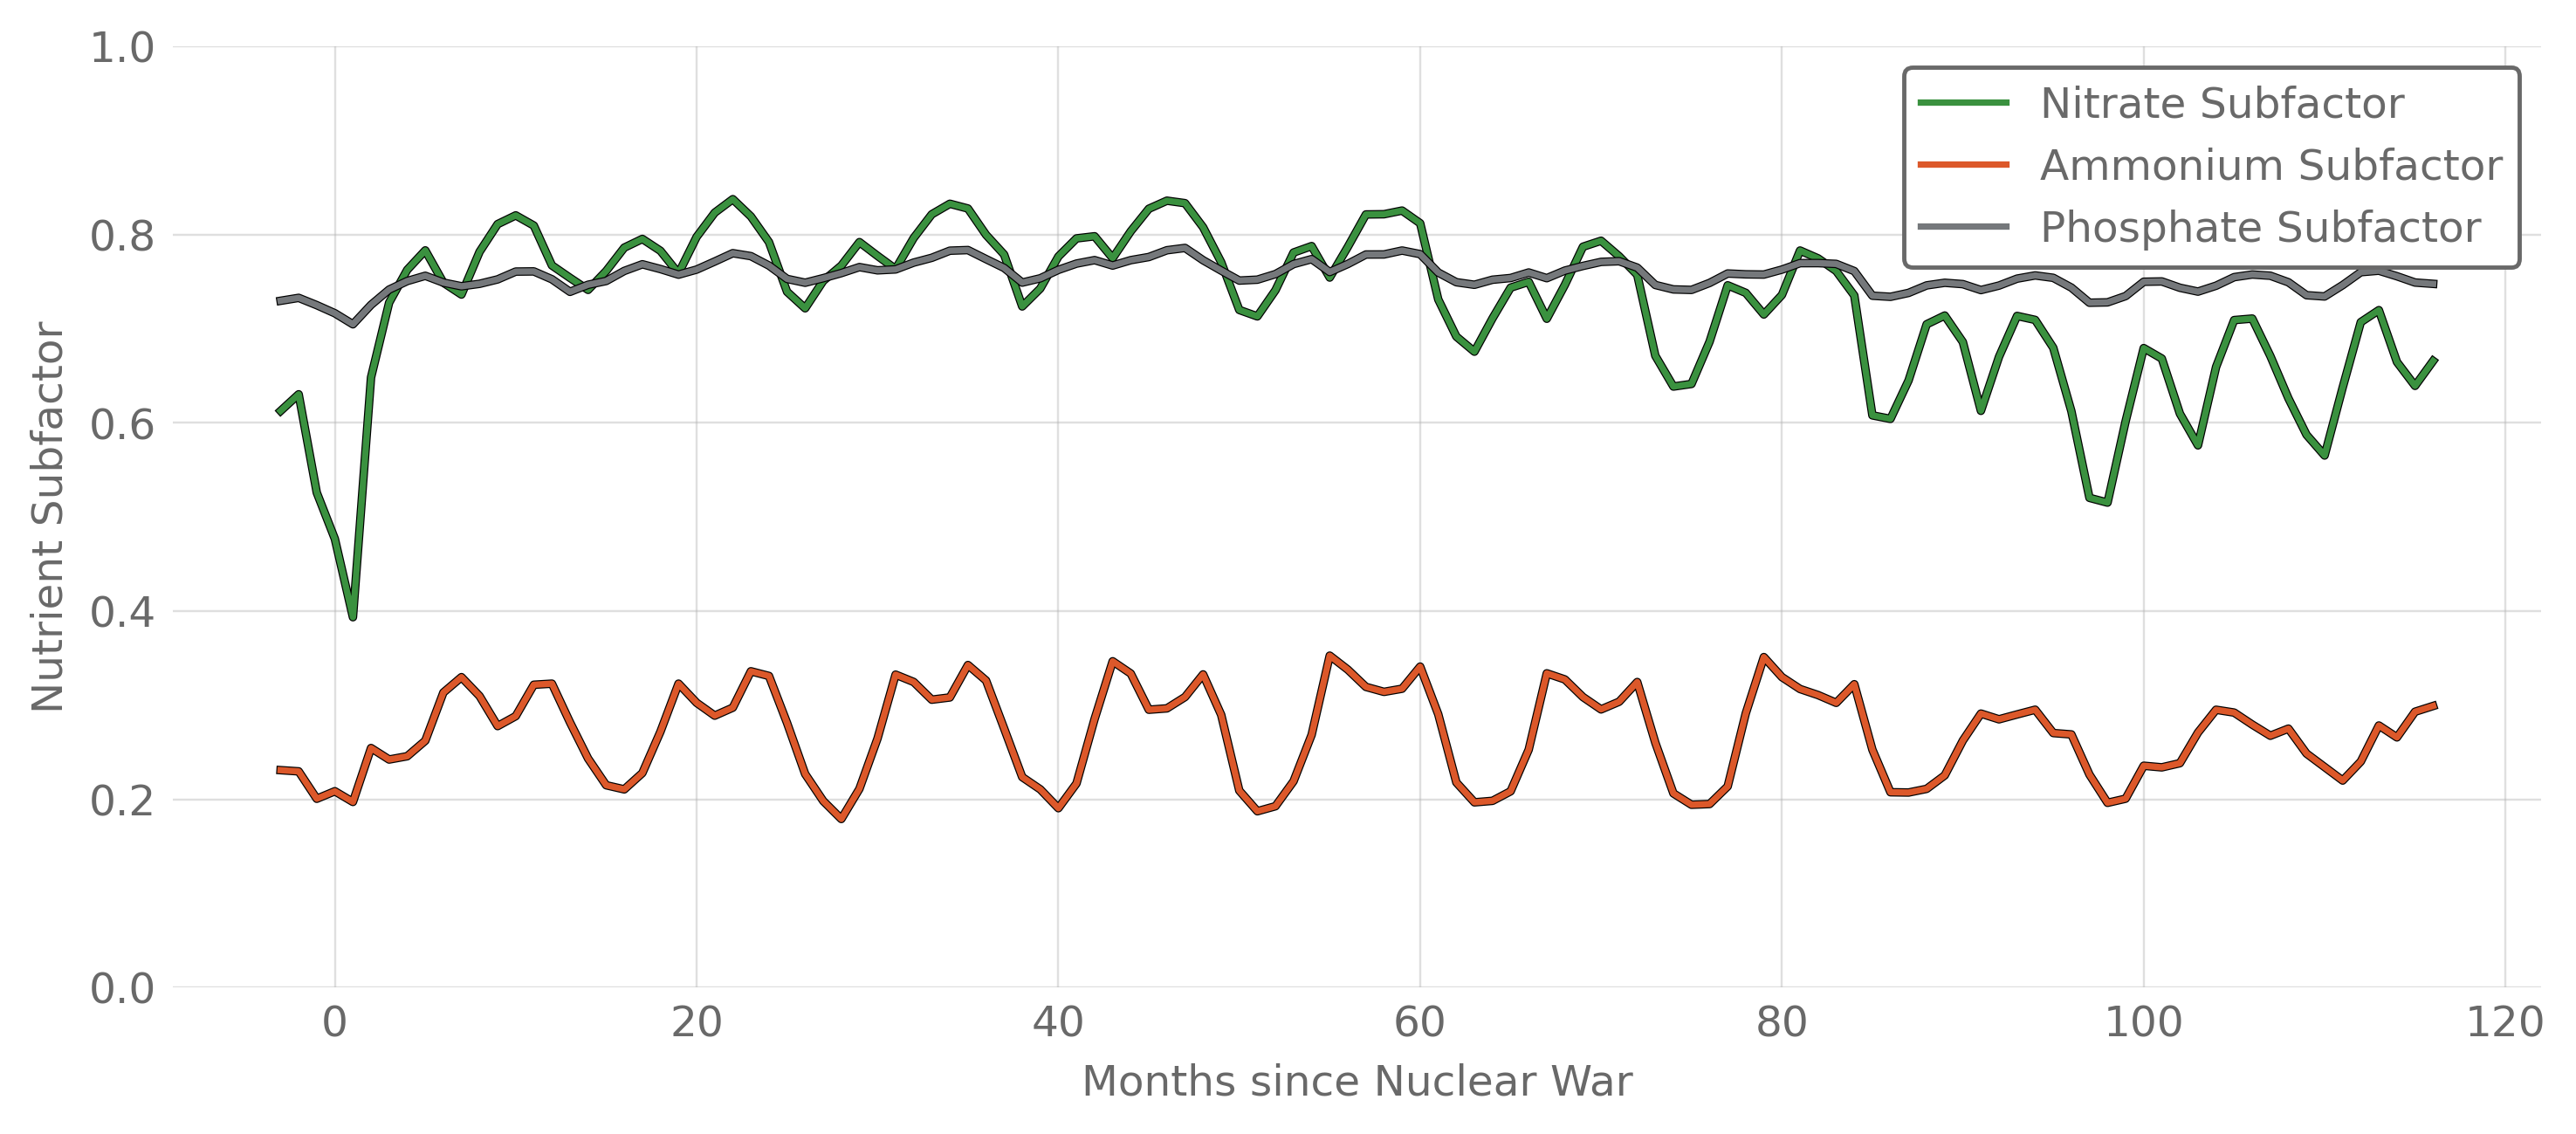 1.0
0.8
0.6
0.4
0.2
0.0
Nutrient Subfactor
Nitrate Subfactor
Ammonium Subfactor
Phosphate Subfactor
0 20 40 60 80 100 120
Months since Nuclear War